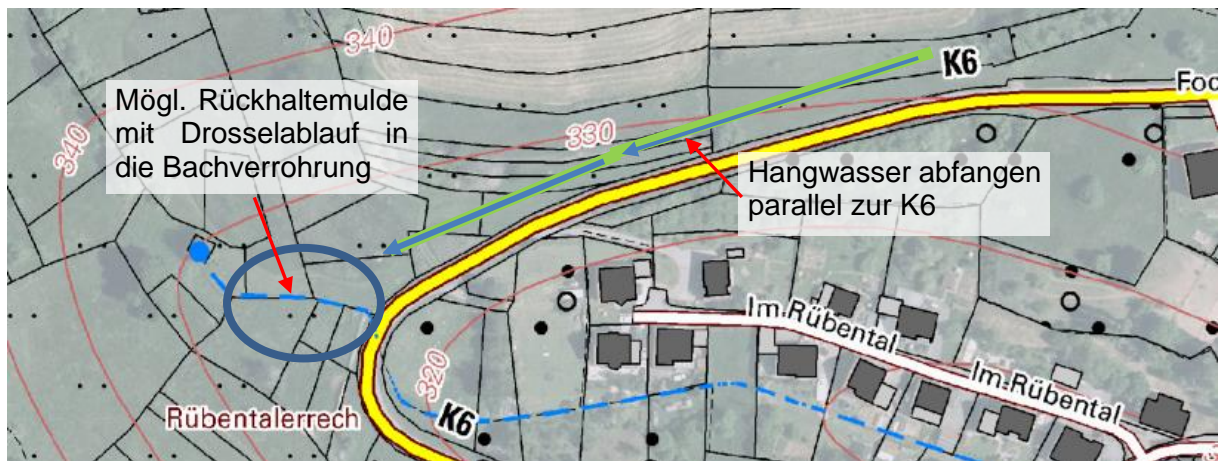 340
K6
Foc
Mögl. Rückhaltemulde
mit Drosselablauf in
die Bachverrohrung
340
330
Hangwasser abfangen
parallel zur K6
Im Rübental
Im-Rübental
320
Rübentalerrech
K6